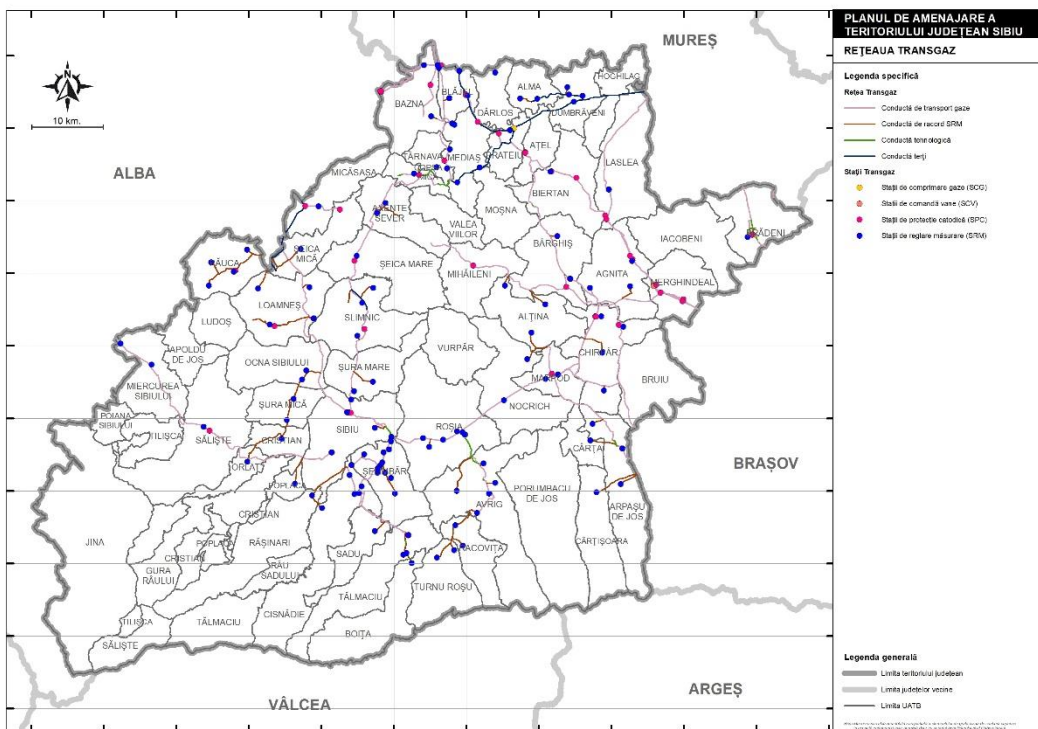 PLANUL DE AMENAJARE A
TERITORIULUI JUDEȚEAN SIBIU
REȚEAUA TRANSGAZ
Legenda specifică
Rețea Transgaz
Conductă de transport gaze
Conductă de racord SRM
Conductă tehnologică
Conductă terți
Stații Transgaz
Stații de comprimare gaze (SCG)
Stații de comandă vane (SCV)
Stații de protectie catodică (SPC)
Stații de reglare măsurare (SRM)
N
10 km.
MUREȘ
ALBA
BRAȘOV
ARGEȘ
VÂLCEA
HOCHILAG
ALMA
BAZNA
BLĂJEL
DÂRLOS
DUMBRĂVENI
TÂRNAVA
MEDIAȘ
BRATEIU
AȚEL
LASLEA
MICĂSASA
BIERTAN
AXENTE
SEVER
MOȘNA
VALEA
VIILOR
IACOBENI
BRĂDENI
BÂRGHIȘ
ȘEICA
MICĂ
ȘEICA MARE
MIHĂILENI
AGNITA
MERGHINDEAL
PĂUCA
LOAMNEȘ
SLIMNIC
ALȚINA
LUDOȘ
VURPĂR
CHIRPĂR
APOLDU
DE JOS
OCNA SIBIULUI
ȘURA MARE
MARPOD
BRUIU
MIERCUREA
SIBIULUI
NOCRICH
POIANA
SIBIULUI
ȘURA MICĂ
TILIȘCA
SĂLIȘTE
CRISTIAN
SIBIU
ROȘIA
CÂRȚA
ORLAT
ȘELIMBĂR
POPLACA
PORUMBACU
DE JOS
AVRIG
ARPAȘU
DE JOS
CRISTIAN
JINA
POPLACA
RĂȘINARI
CRISTIAN
SADU
RACOVIȚA
CÂRȚIȘOARA
GURA
RÂULUI
RÂU
SADULUI
TURNU ROȘU
TĂLMACIU
CISNĂDIE
TILIȘCA
TĂLMACIU
BOIȚA
SĂLIȘTE
Legenda generală
Limita teritoriului județean
Limita județelor vecine
Limita UATB